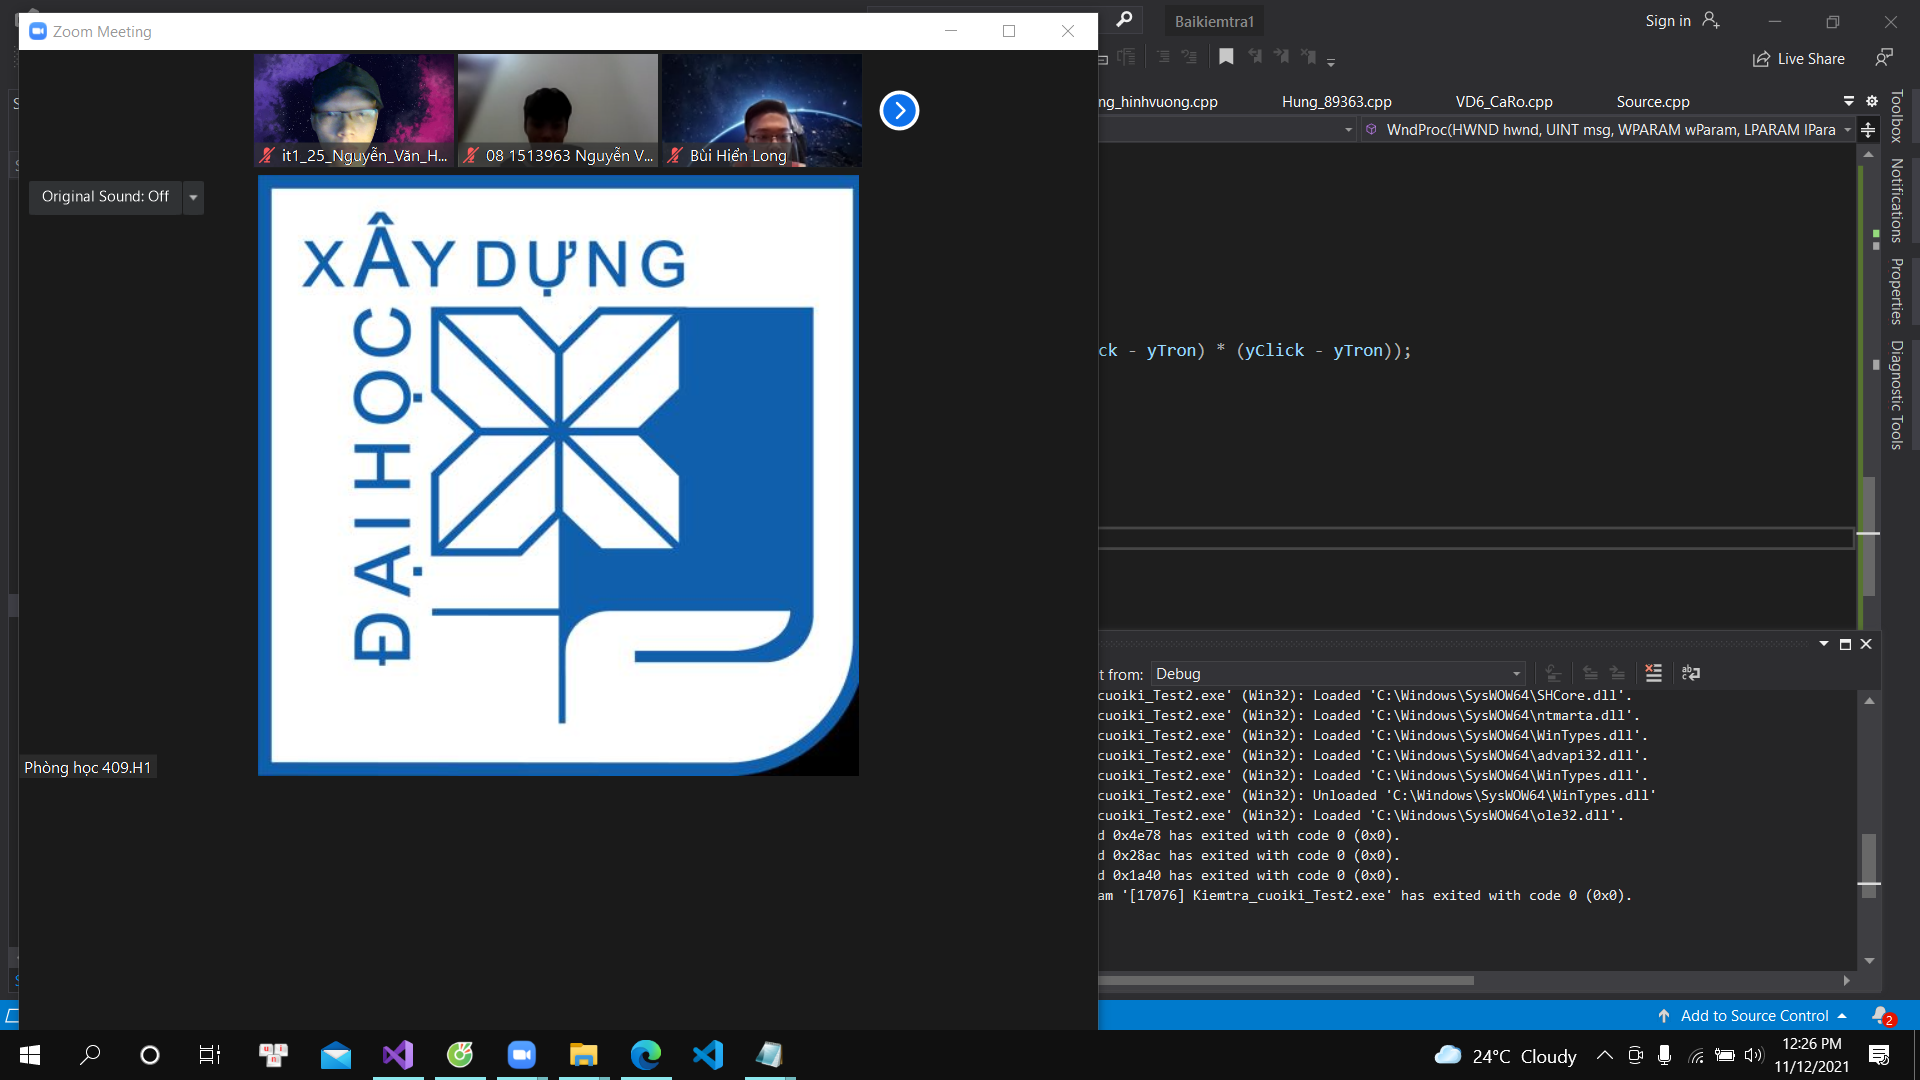 Zoom Meeting
Baikiemtra1
Sign in
Live Share
it1_25_Nguyễn_Văn_H...
08 1513963 Nguyễn V...
Bùi Hiển Long
Original Sound: Off
XÂY DỰNG
ĐẠI HỌC
Phòng học 409.H1
ng_hinhvuong.cpp
Hung_89363.cpp
VD6_CaRo.cpp
Source.cpp
WndProc(HWND hwnd, UINT msg, WPARAM wParam, LPARAM lPara
ck - yTron) * (yClick - yTron));
Toolbox
Notifications
Properties
Diagnostic Tools
t from:
Debug
cuoiki_Test2.exe' (Win32): Loaded 'C:\Windows\SysWOW64\SHCore.dll'.
cuoiki_Test2.exe' (Win32): Loaded 'C:\Windows\SysWOW64\ntmarta.dll'.
cuoiki_Test2.exe' (Win32): Loaded 'C:\Windows\SysWOW64\WinTypes.dll'.
cuoiki_Test2.exe' (Win32): Loaded 'C:\Windows\SysWOW64\advapi32.dll'.
cuoiki_Test2.exe' (Win32): Loaded 'C:\Windows\SysWOW64\WinTypes.dll'.
cuoiki_Test2.exe' (Win32): Unloaded 'C:\Windows\SysWOW64\WinTypes.dll'
cuoiki_Test2.exe' (Win32): Loaded 'C:\Windows\SysWOW64\ole32.dll'.
d 0x4e78 has exited with code 0 (0x0).
d 0x28ac has exited with code 0 (0x0).
d 0x1a40 has exited with code 0 (0x0).
am '[17076] Kiemtra_cuoiki_Test2.exe' has exited with code 0 (0x0).
Add to Source Control
2
24°C Cloudy
12:26 PM
11/12/2021